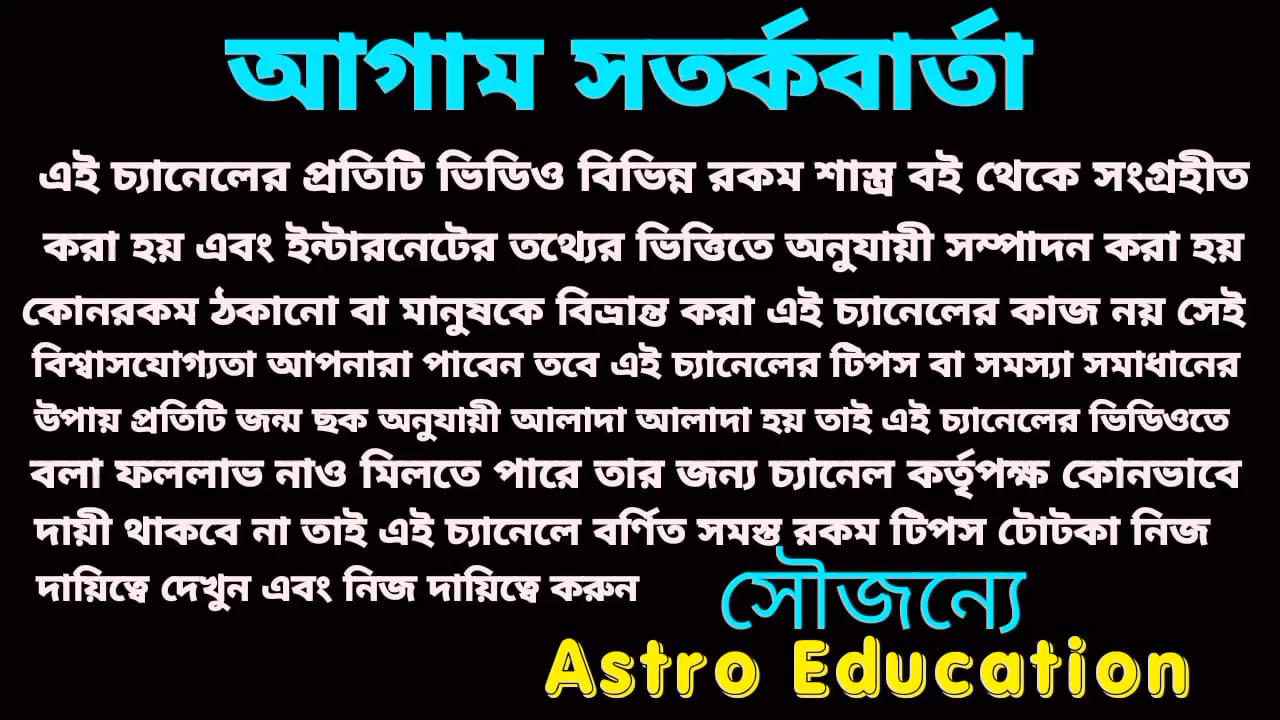 আগাম সতর্কবার্তা
এই চ্যানেলের প্রতিটি ভিডিও বিভিন্ন রকম শাস্ত্র বই থেকে সংগ্রহীত
করা হয় এবং ইন্টারনেটের তথ্যের ভিত্তিতে অনুযায়ী সম্পাদন করা হয়
কোনরকম ঠকানো বা মানুষকে বিভ্রান্ত করা এই চ্যানেলের কাজ নয় সেই
বিশ্বাসযোগ্যতা আপনারা পাবেন তবে এই চ্যানেলের টিপস বা সমস্যা সমাধানের
উপায় প্রতিটি জন্ম ছক অনুযায়ী আলাদা আলাদা হয় তাই এই চ্যানেলের ভিডিওতে
বলা ফললাভ নাও মিলতে পারে তার জন্য চ্যানেল কর্তৃপক্ষ কোনভাবে
দায়ী থাকবে না তাই এই চ্যানেলে বর্ণিত সমস্ত রকম টিপস টোটকা নিজ
দায়িত্বে দেখুন এবং নিজ দায়িত্বে করুন
সৌজন্যে
Astro Education